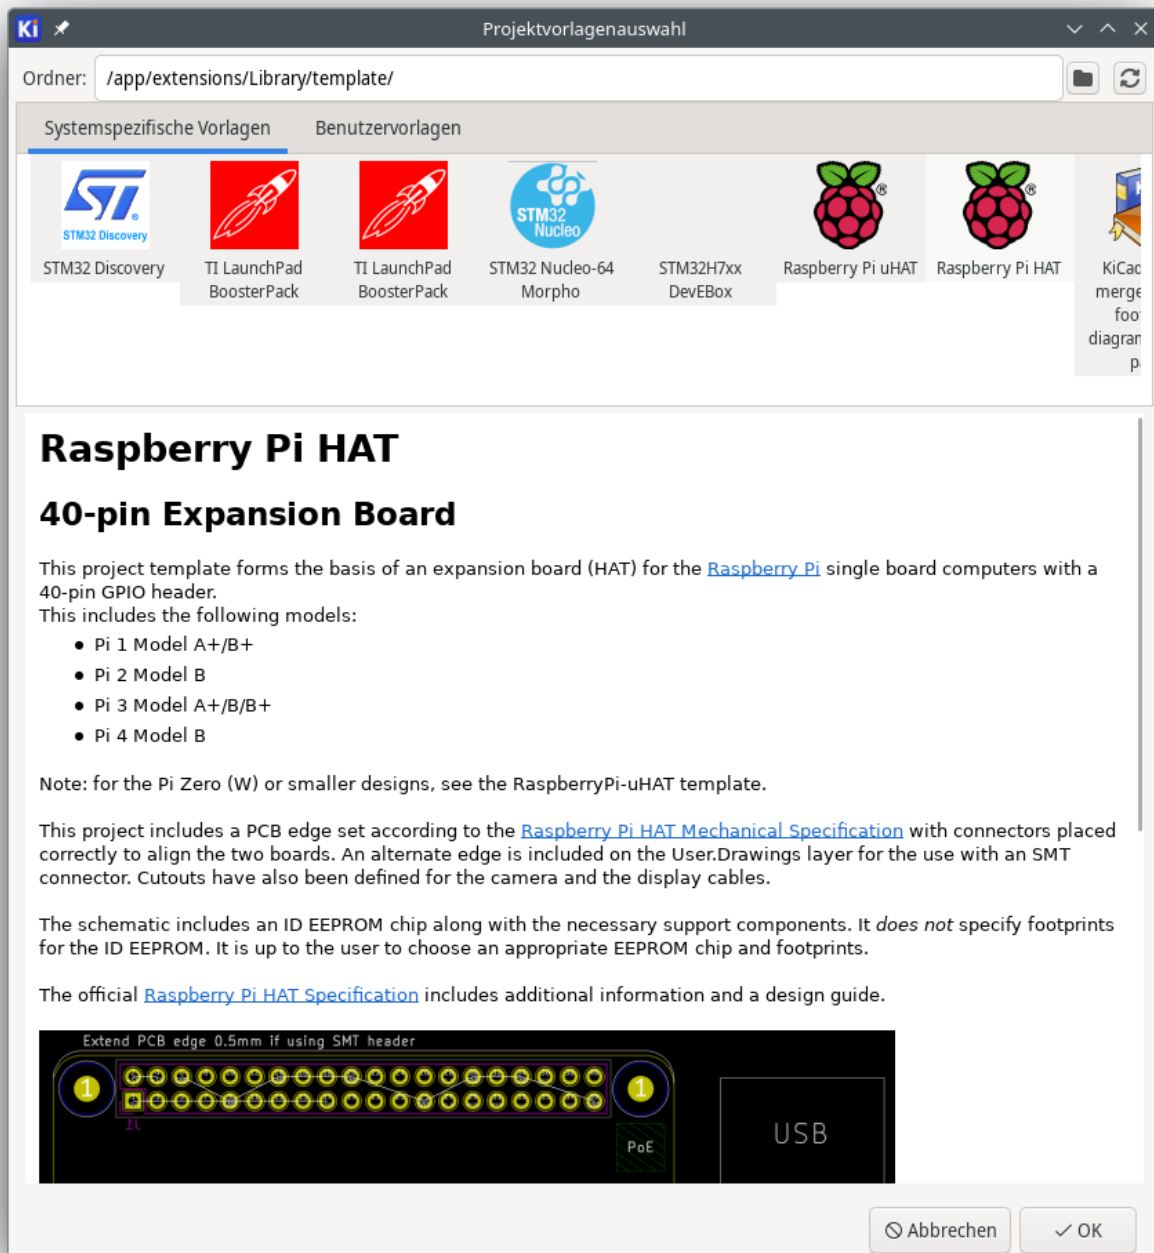 Ki
Projektvorlagenauswahl
Ordner: /app/extensions/Library/template/
Systemspezifische Vorlagen Benutzervorlagen
STM32 Discovery
STM32 Nucleo
® ®
STM32 Discovery TI LaunchPad TI LaunchPad STM32 Nucleo-64 STM32H7xx Raspberry Pi uHAT Raspberry Pi HAT KiCad
BoosterPack BoosterPack Morpho DevEBox merge
Raspberry Pi HAT
40-pin Expansion Board
This project template forms the basis of an expansion board (HAT) for the Raspberry Pi single board computers with a
40-pin GPIO header.
This includes the following models:
● Pi 1 Model A+/B+
● Pi 2 Model B
● Pi 3 Model A+/B/B+
● Pi 4 Model B
Note: for the Pi Zero (W) or smaller designs, see the RaspberryPi-uHAT template.
This project includes a PCB edge set according to the Raspberry Pi HAT Mechanical Specification with connectors placed
correctly to align the two boards. An alternate edge is included on the User.Drawings layer for the use with an SMT
connector. Cutouts have also been defined for the camera and the display cables.
The schematic includes an ID EEPROM chip along with the necessary support components. It does not specify footprints
for the ID EEPROM. It is up to the user to choose an appropriate EEPROM chip and footprints.
The official Raspberry Pi HAT Specification includes additional information and a design guide.
Extend PCB edge 0.5mm if using SMT header
1 1
USB
PoE
Abbrechen OK